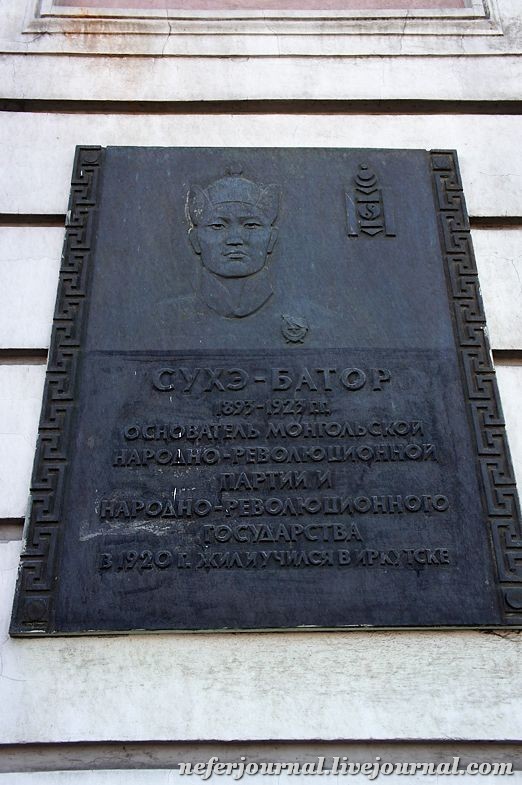 СУХЭ-БАТОР
1893-1923 гг.
ОСНОВАТЕЛЬ МОНГОЛЬСКОЙ
НАРОДНО-РЕВОЛЮЦИОННОЙ
ПАРТИИ И
НАРОДНО-РЕВОЛЮЦИОННОГО
ГОСУДАРСТВА
В 1920 Г. ЖИЛ И УЧИЛСЯ В ИРКУТСКЕ
neferjournal.livejournal.com